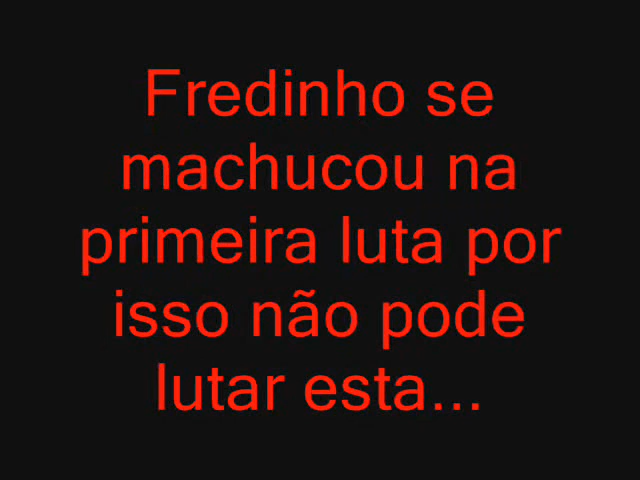 Fredinho se
machucou na
primeira luta por
isso não pode
lutar esta...